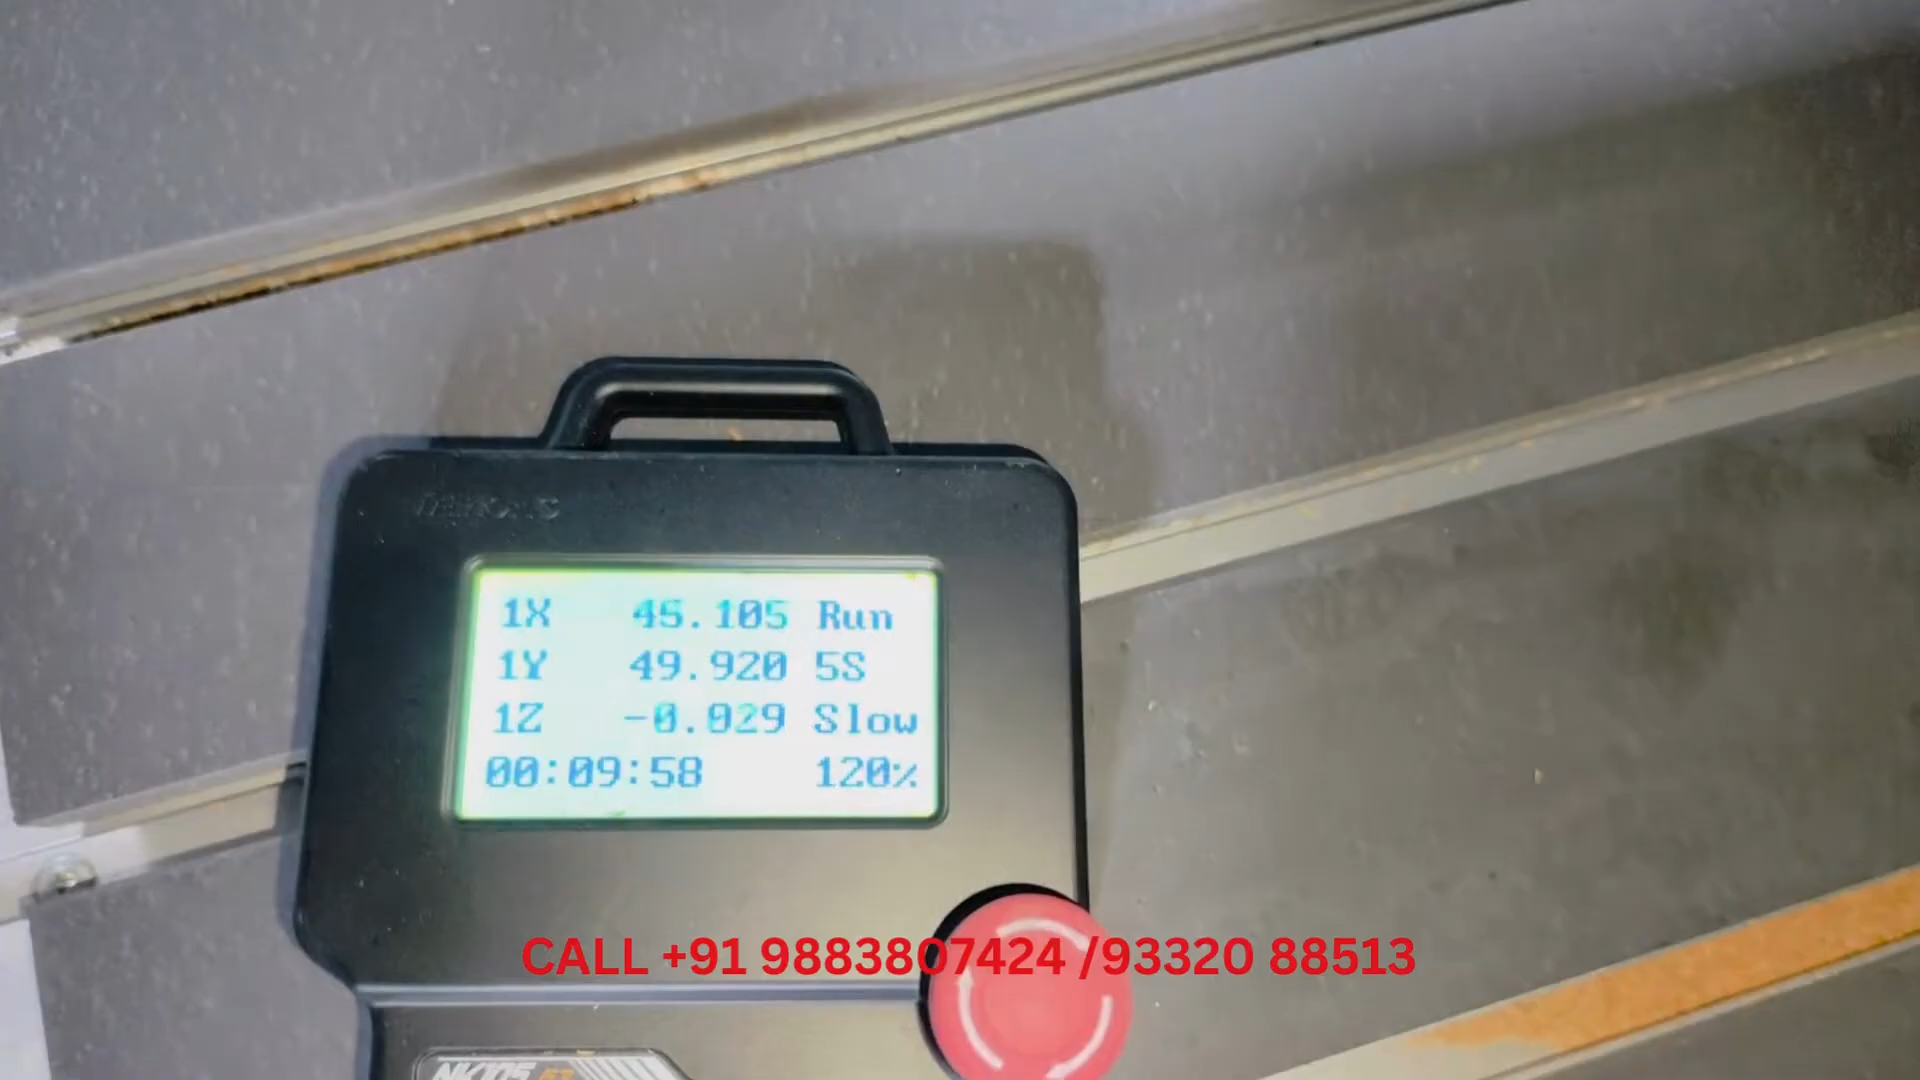 1X 45.105 Run
1Y 49.920 5S
1Z -0.029 Slow
00:09:58 120%
CALL +91 9883807424 /93320 88513
NK105